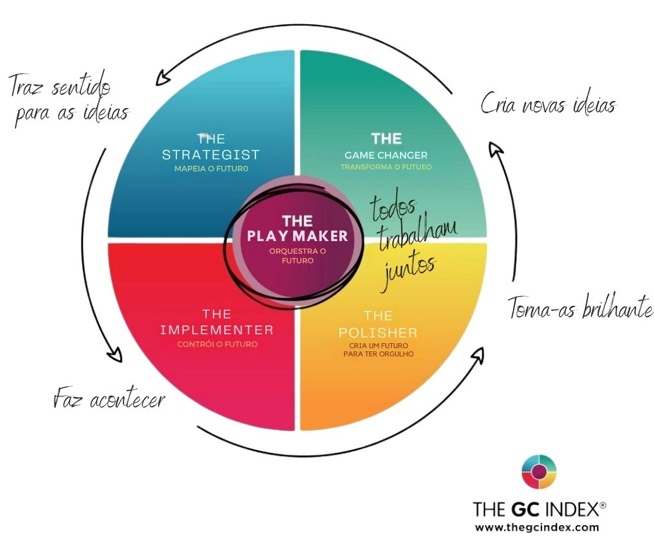 Traz sentido
para as ideias
Cria novas ideias
THE
STRATEGIST
MAPEIA O FUTURO
THE
GAME CHANGER
TRANSFORMA O FUTUEO
todos
trabalham
juntos
THE
PLAY MAKER
ORQUESTRA O
FUTURO
THE
IMPLEMENTER
CONTRÓI O FUTURO
THE
POLISHER
CRIA UM FUTURO
PARA TER ORGULHO
Torna-as brilhante
Faz acontecer
THE GC INDEX®
www.thegcindex.com